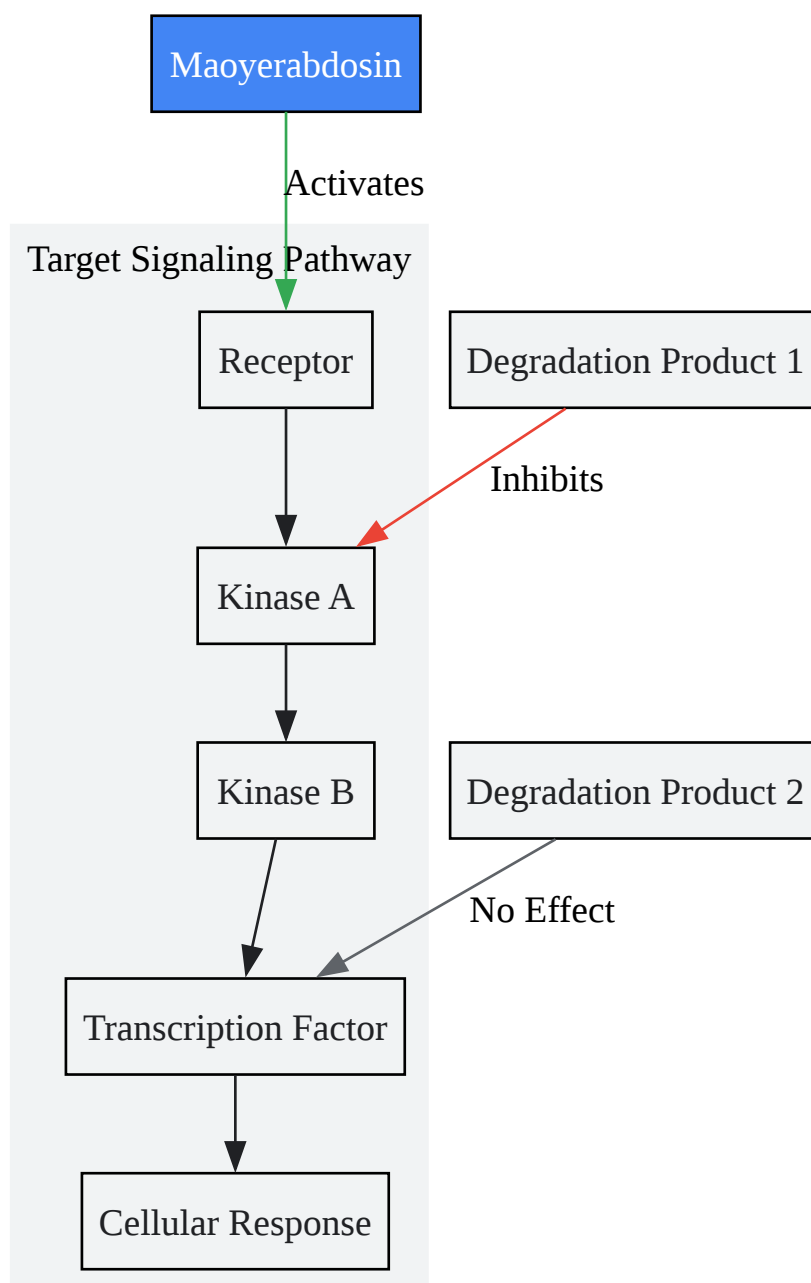 Maoyerabdosin
Activates
Target Signaling Pathway
Receptor
Degradation Product 1
Inhibits
Kinase A
Kinase B
Degradation Product 2
No Effect
Transcription Factor
Cellular Response